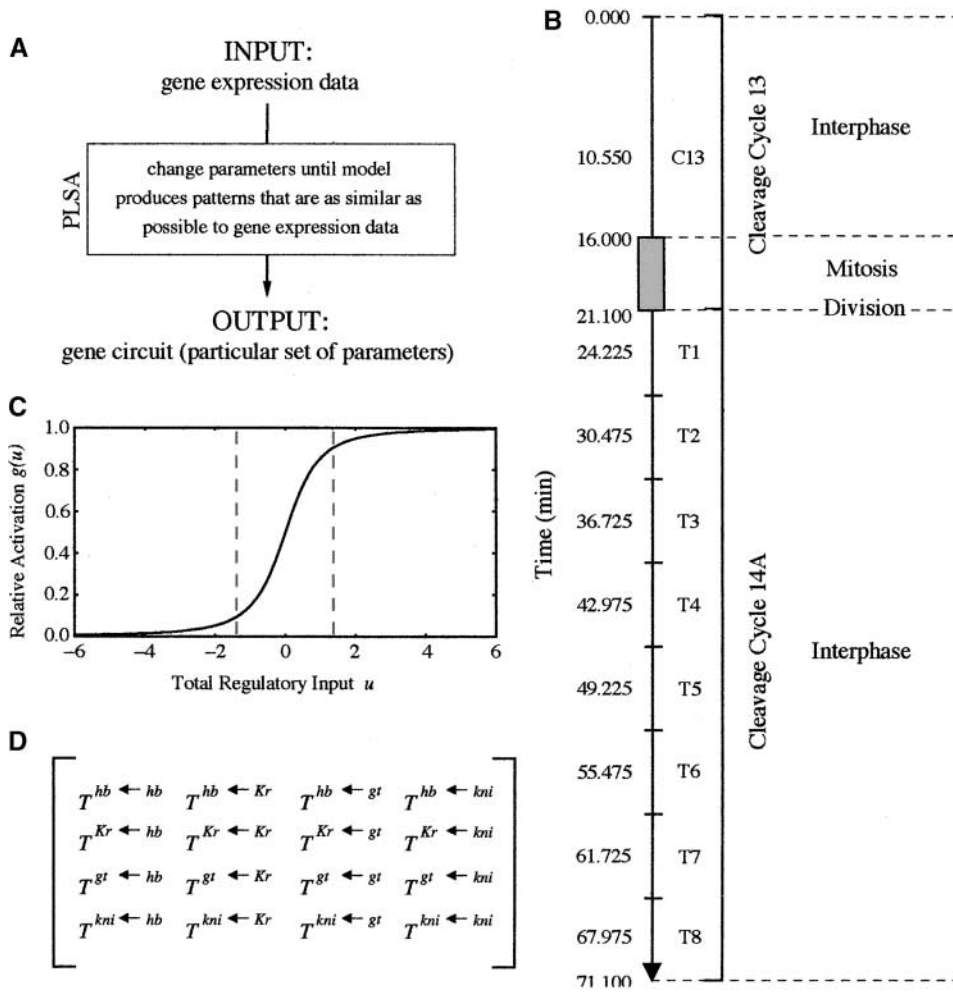 A
INPUT:
gene expression data
PLSA
change parameters until model
produces patterns that are as similar as
possible to gene expression data
OUTPUT:
gene circuit (particular set of parameters)
B
0.000
10.550 C13
16.000
21.100
24.225 T1
30.475 T2
36.725 T3
42.975 T4
49.225 T5
55.475 T6
61.725 T7
67.975 T8
71.100
Time (min)
Cleavage Cycle 13
Cleavage Cycle 14A
Interphase
Mitosis
Division
Interphase
C
Relative Activation g(u)
1.0
0.8
0.6
0.4
0.2
0.0
−6 −4 −2 0 2 4 6
Total Regulatory Input u
D
T hb ← hb T hb ← Kr T hb ← gt T hb ← kni
T Kr ← hb T Kr ← Kr T Kr ← gt T Kr ← kni
T gt ← hb T gt ← Kr T gt ← gt T gt ← kni
T kni ← hb T kni ← Kr T kni ← gt T kni ← kni